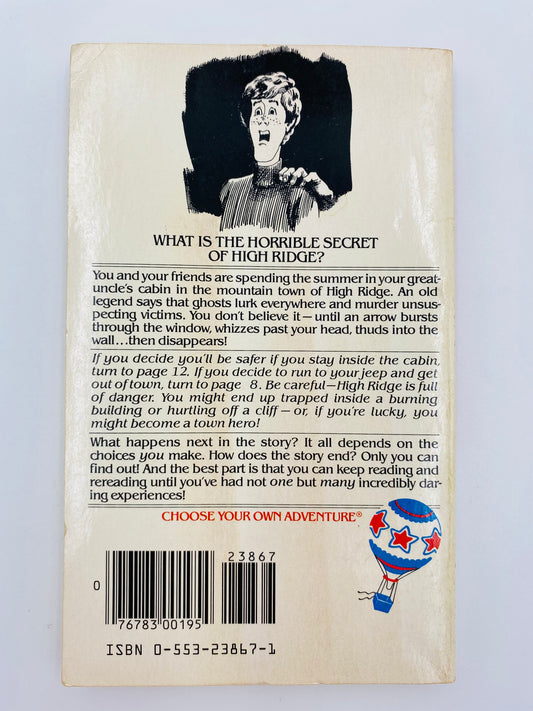 WHAT IS THE HORRIBLE SECRET
OF HIGH RIDGE?
You and your friends are spending the summer in your great-
uncle's cabin in the mountain town of High Ridge. An old
legend says that ghosts lurk everywhere and murder unsus-
pecting victims. You don't believe it—until an arrow bursts
through the window, whizzes past your head, thuds into the
wall...then disappears!
If you decide you'll be safer if you stay inside the cabin,
turn to page 12. If you decide to run to your jeep and get
out of town, turn to page 8. Be careful—High Ridge is full
of danger. You might end up trapped inside a burning
building or hurtling off a cliff—or, if you're lucky, you
might become a town hero!
What happens next in the story? It all depends on the
choices you make. How does the story end? Only you can
find out! And the best part is that you can keep reading and
rereading until you've had not one but many incredibly dar-
ing experiences!
CHOOSE YOUR OWN ADVENTURE®
23867
0
76783 00195
ISBN 0-553-23867-1